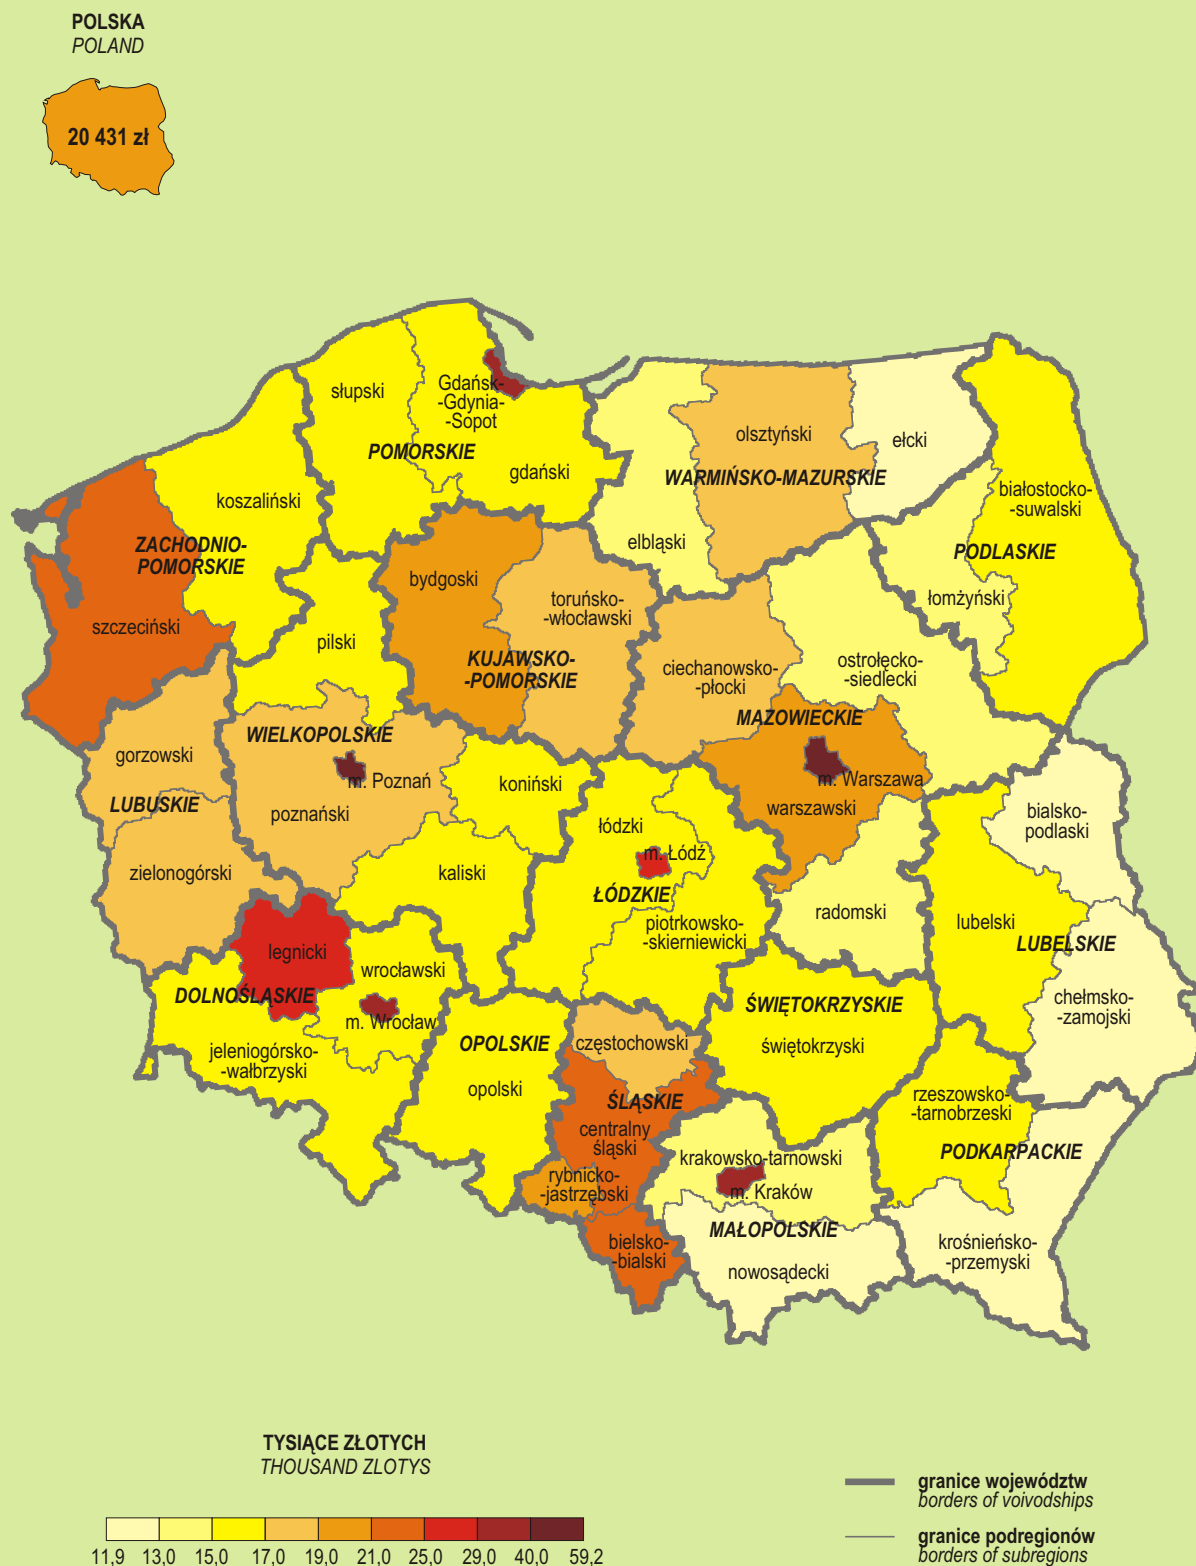 POLSKA
POLAND
20 431 zł
słupski
Gdańsk-
-Gdynia-
-Sopot
POMORSKIE
gdański
olsztyński
ełcki
WARMIŃSKO-MAZURSKIE
elbląski
koszaliński
ZACHODNIO-
POMORSKIE
szczeciński
białostocko-
-suwalski
PODLASKIE
łomżyński
bydgoski
toruńsko-
-włocławski
KUJAWSKO-
-POMORSKIE
pilski
ciechanowsko-
-płocki
ostrołęcko-
-siedlecki
MAZOWIECKIE
m. Warszawa
warszawski
WIELKOPOLSKIE
m. Poznań
poznański
gorzowski
LUBUSKIE
zielonogórski
koniński
kaliski
łódzki
m. Łódź
ŁÓDZKIE
piotrkowsko-
-skierniewicki
radomski
bialsko-
podlaski
lubelski
LUBELSKIE
chełmsko-
-zamojski
legnicki
wrocławski
DOLNOŚLĄSKIE
m. Wrocław
jeleniogórsko-
-wałbrzyski
OPOLSKIE
opolski
częstochowski
ŚLĄSKIE
centralny
śląski
rybnicko-
-jastrzębski
bielsko-
-bialski
ŚWIĘTOKRZYSKIE
świętokrzyski
krakowsko-tarnowski
m. Kraków
MAŁOPOLSKIE
nowosądecki
rzeszowsko-
-tarnobrzeski
PODKARPACKIE
krośnieńsko-
-przemyski
TYSIĄCE ZŁOTYCH
THOUSAND ZLOTYS
11,9 13,0 15,0 17,0 19,0 21,0 25,0 29,0 40,0 59,2
granice województw
borders of voivodships
granice podregionów
borders of subregions